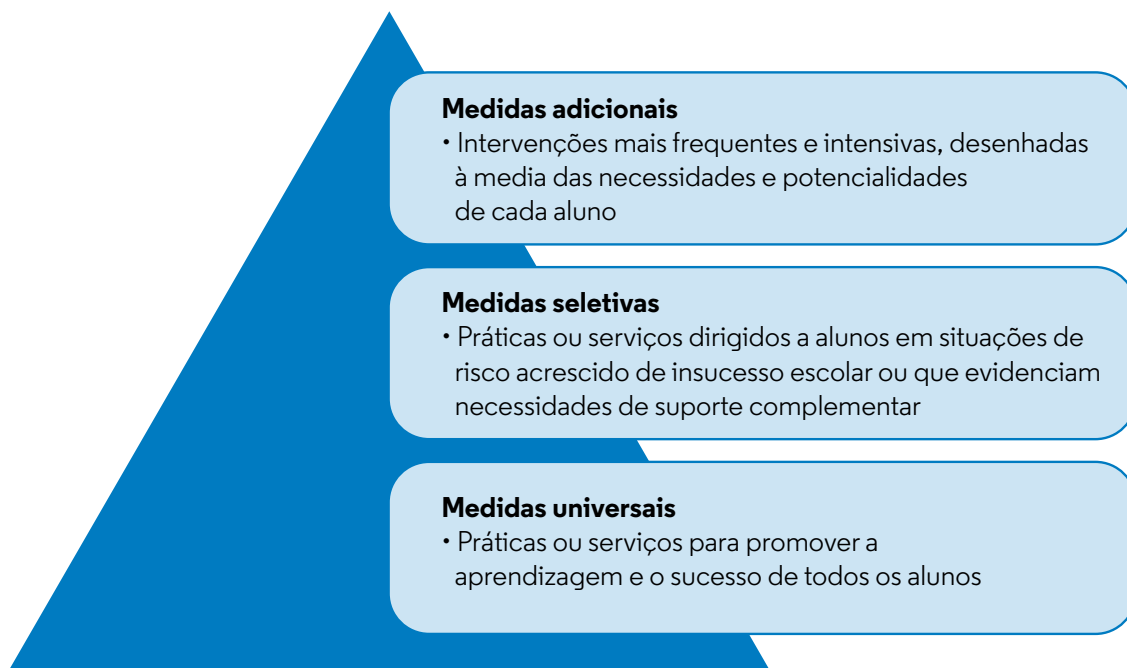 Medidas adicionais
• Intervenções mais frequentes e intensivas, desenhadas
à media das necessidades e potencialidades
de cada aluno
Medidas seletivas
• Práticas ou serviços dirigidos a alunos em situações de
risco acrescido de insucesso escolar ou que evidenciam
necessidades de suporte complementar
Medidas universais
• Práticas ou serviços para promover a
aprendizagem e o sucesso de todos os alunos